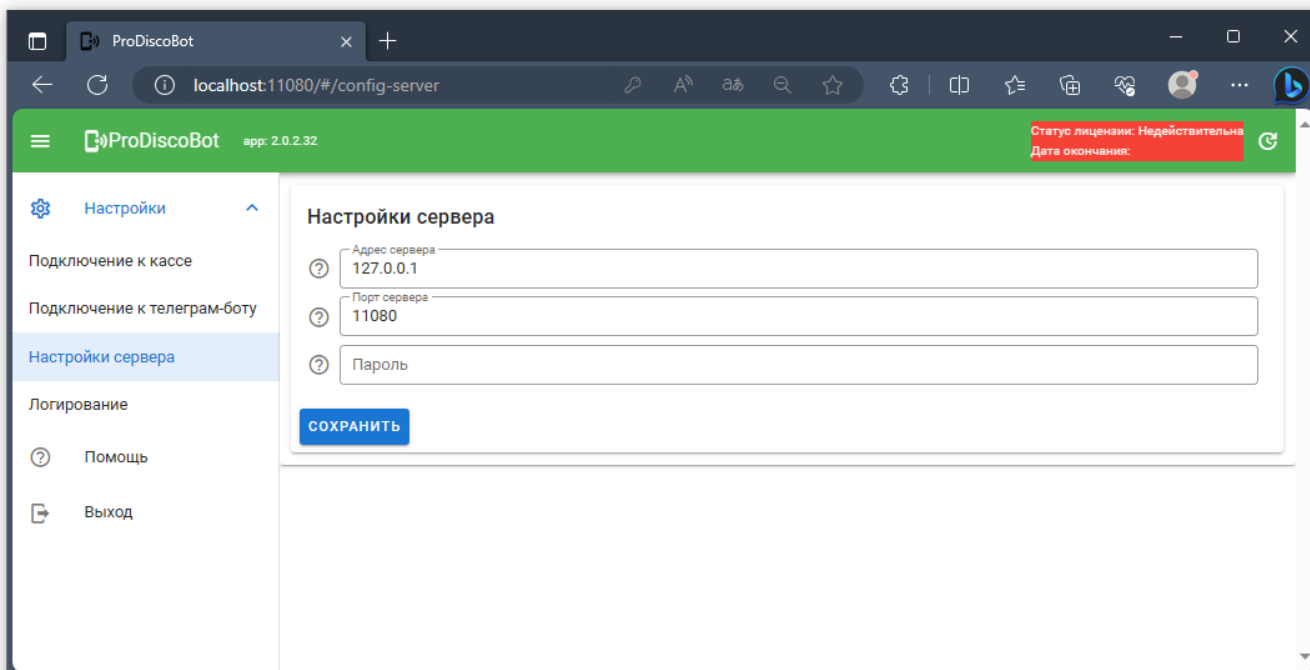 ProDiscoBot
localhost:11080/#/config-server
ProDiscoBot app: 2.0.2.32
Статус лицензии: Недействительна
Дата окончания:
Настройки
Подключение к кассе
Подключение к телеграм-боту
Настройки сервера
Логирование
Помощь
Выход
Настройки сервера
Адрес сервера
127.0.0.1
Порт сервера
11080
Пароль
СОХРАНИТЬ